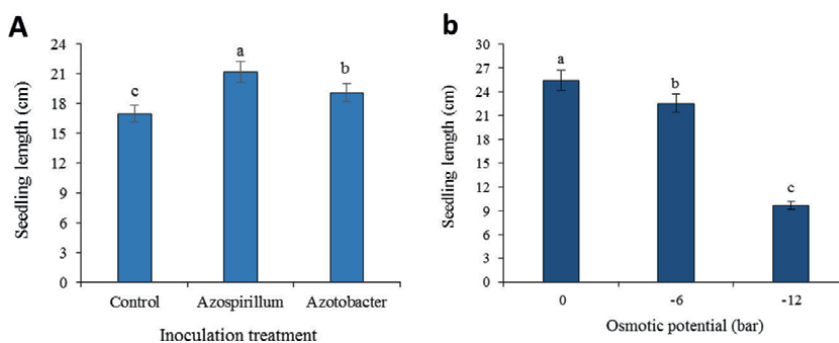 A
Seedling length (cm)
24
21
18
15
12
9
6
3
0
c
a
b
Control
Azospirillum
Azotobacter
Inoculation treatment
b
Seedling length (cm)
30
27
24
21
18
15
12
9
6
3
0
a
b
c
0
-6
-12
Osmotic potential (bar)